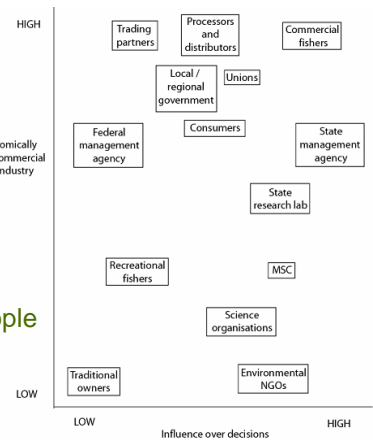 HIGH
Trading
partners
Processors
and
distributors
Commercial
fishers
Local /
regional
government
Unions
Federal
management
agency
Consumers
State
management
agency
State
research lab
Recreational
fishers
MSC
Science
organisations
Traditional
owners
Environmental
NGOs
LOW
LOW
HIGH
Influence over decisions